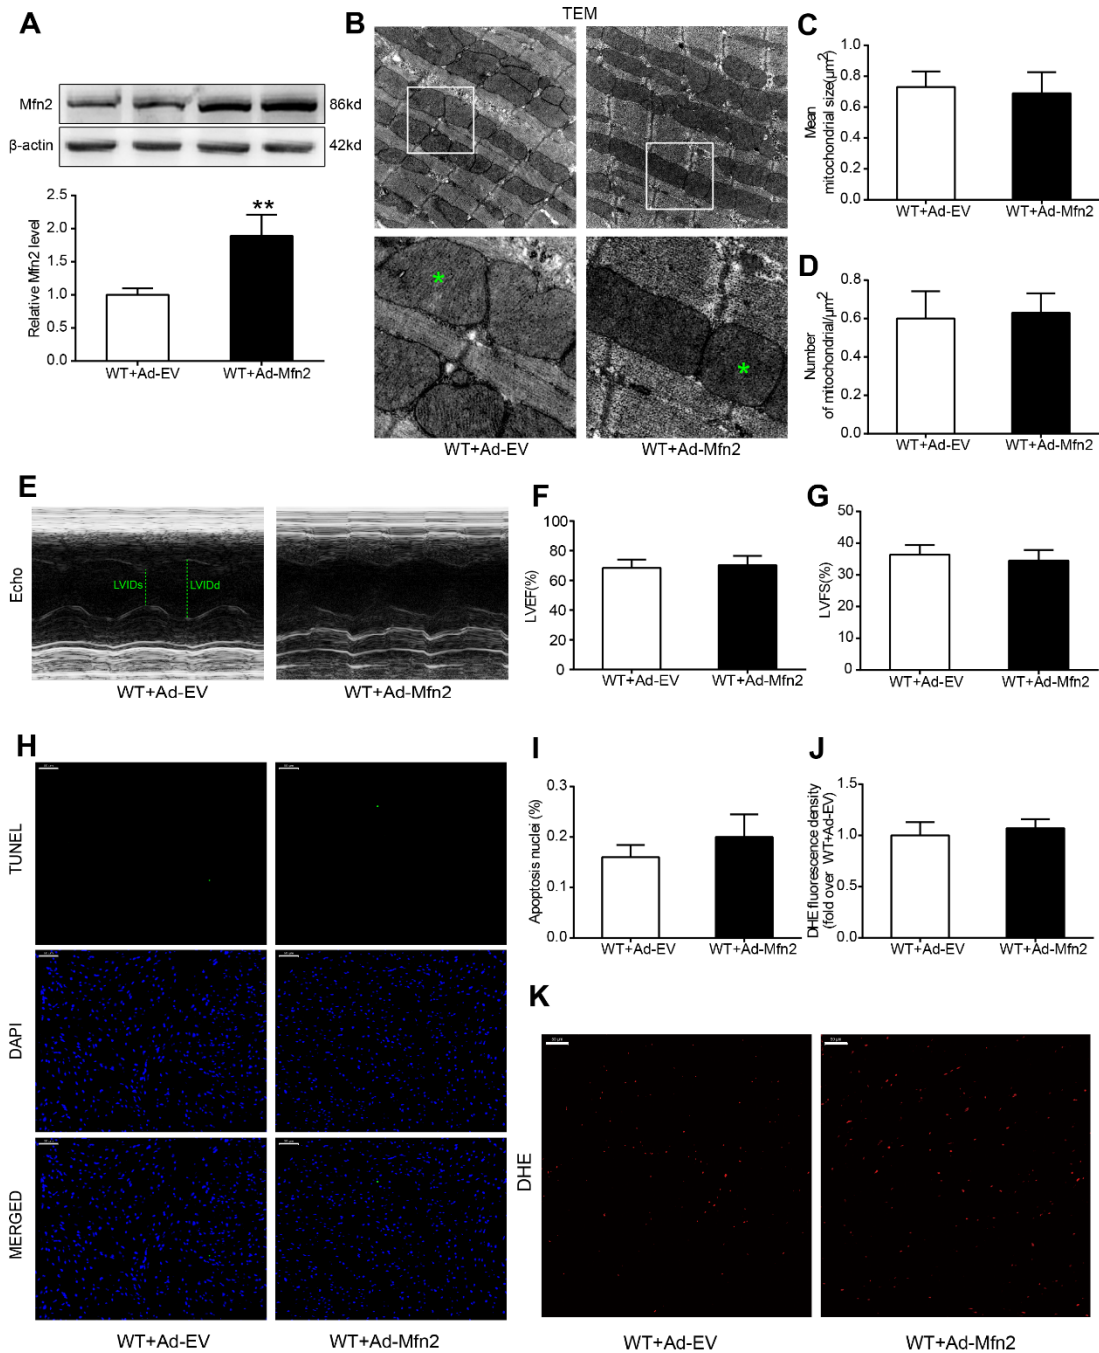 A
Mfn2
86kd
β-actin
42kd
Relative Mfn2 level
2.5
2.0
1.5
1.0
0.5
0.0
**
WT+Ad-EV
WT+Ad-Mfn2
B
TEM
*
*
WT+Ad-EV
WT+Ad-Mfn2
C
Mean
mitochondrial size(μm²)
1.0
0.8
0.6
0.4
0.2
0
WT+Ad-EV
WT+Ad-Mfn2
D
Number
of mitochondrial/μm²
0.8
0.6
0.4
0.2
0.0
WT+Ad-EV
WT+Ad-Mfn2
E
Echo
LVIDs
LVIDd
WT+Ad-EV
WT+Ad-Mfn2
F
LVEF(%)
100
80
60
40
20
0
WT+Ad-EV
WT+Ad-Mfn2
G
LVFS(%)
50
40
30
20
10
0
WT+Ad-EV
WT+Ad-Mfn2
H
TUNEL
DAPI
MERGED
WT+Ad-EV
WT+Ad-Mfn2
I
Apoptosis nuclei (%)
0.3
0.2
0.1
0.0
WT+Ad-EV
WT+Ad-Mfn2
J
DHE fluorescence density
(fold over WT+Ad-EV)
1.5
1.0
0.5
0.0
WT+Ad-EV
WT+Ad-Mfn2
K
DHE
50 μm
50 μm
WT+Ad-EV
WT+Ad-Mfn2